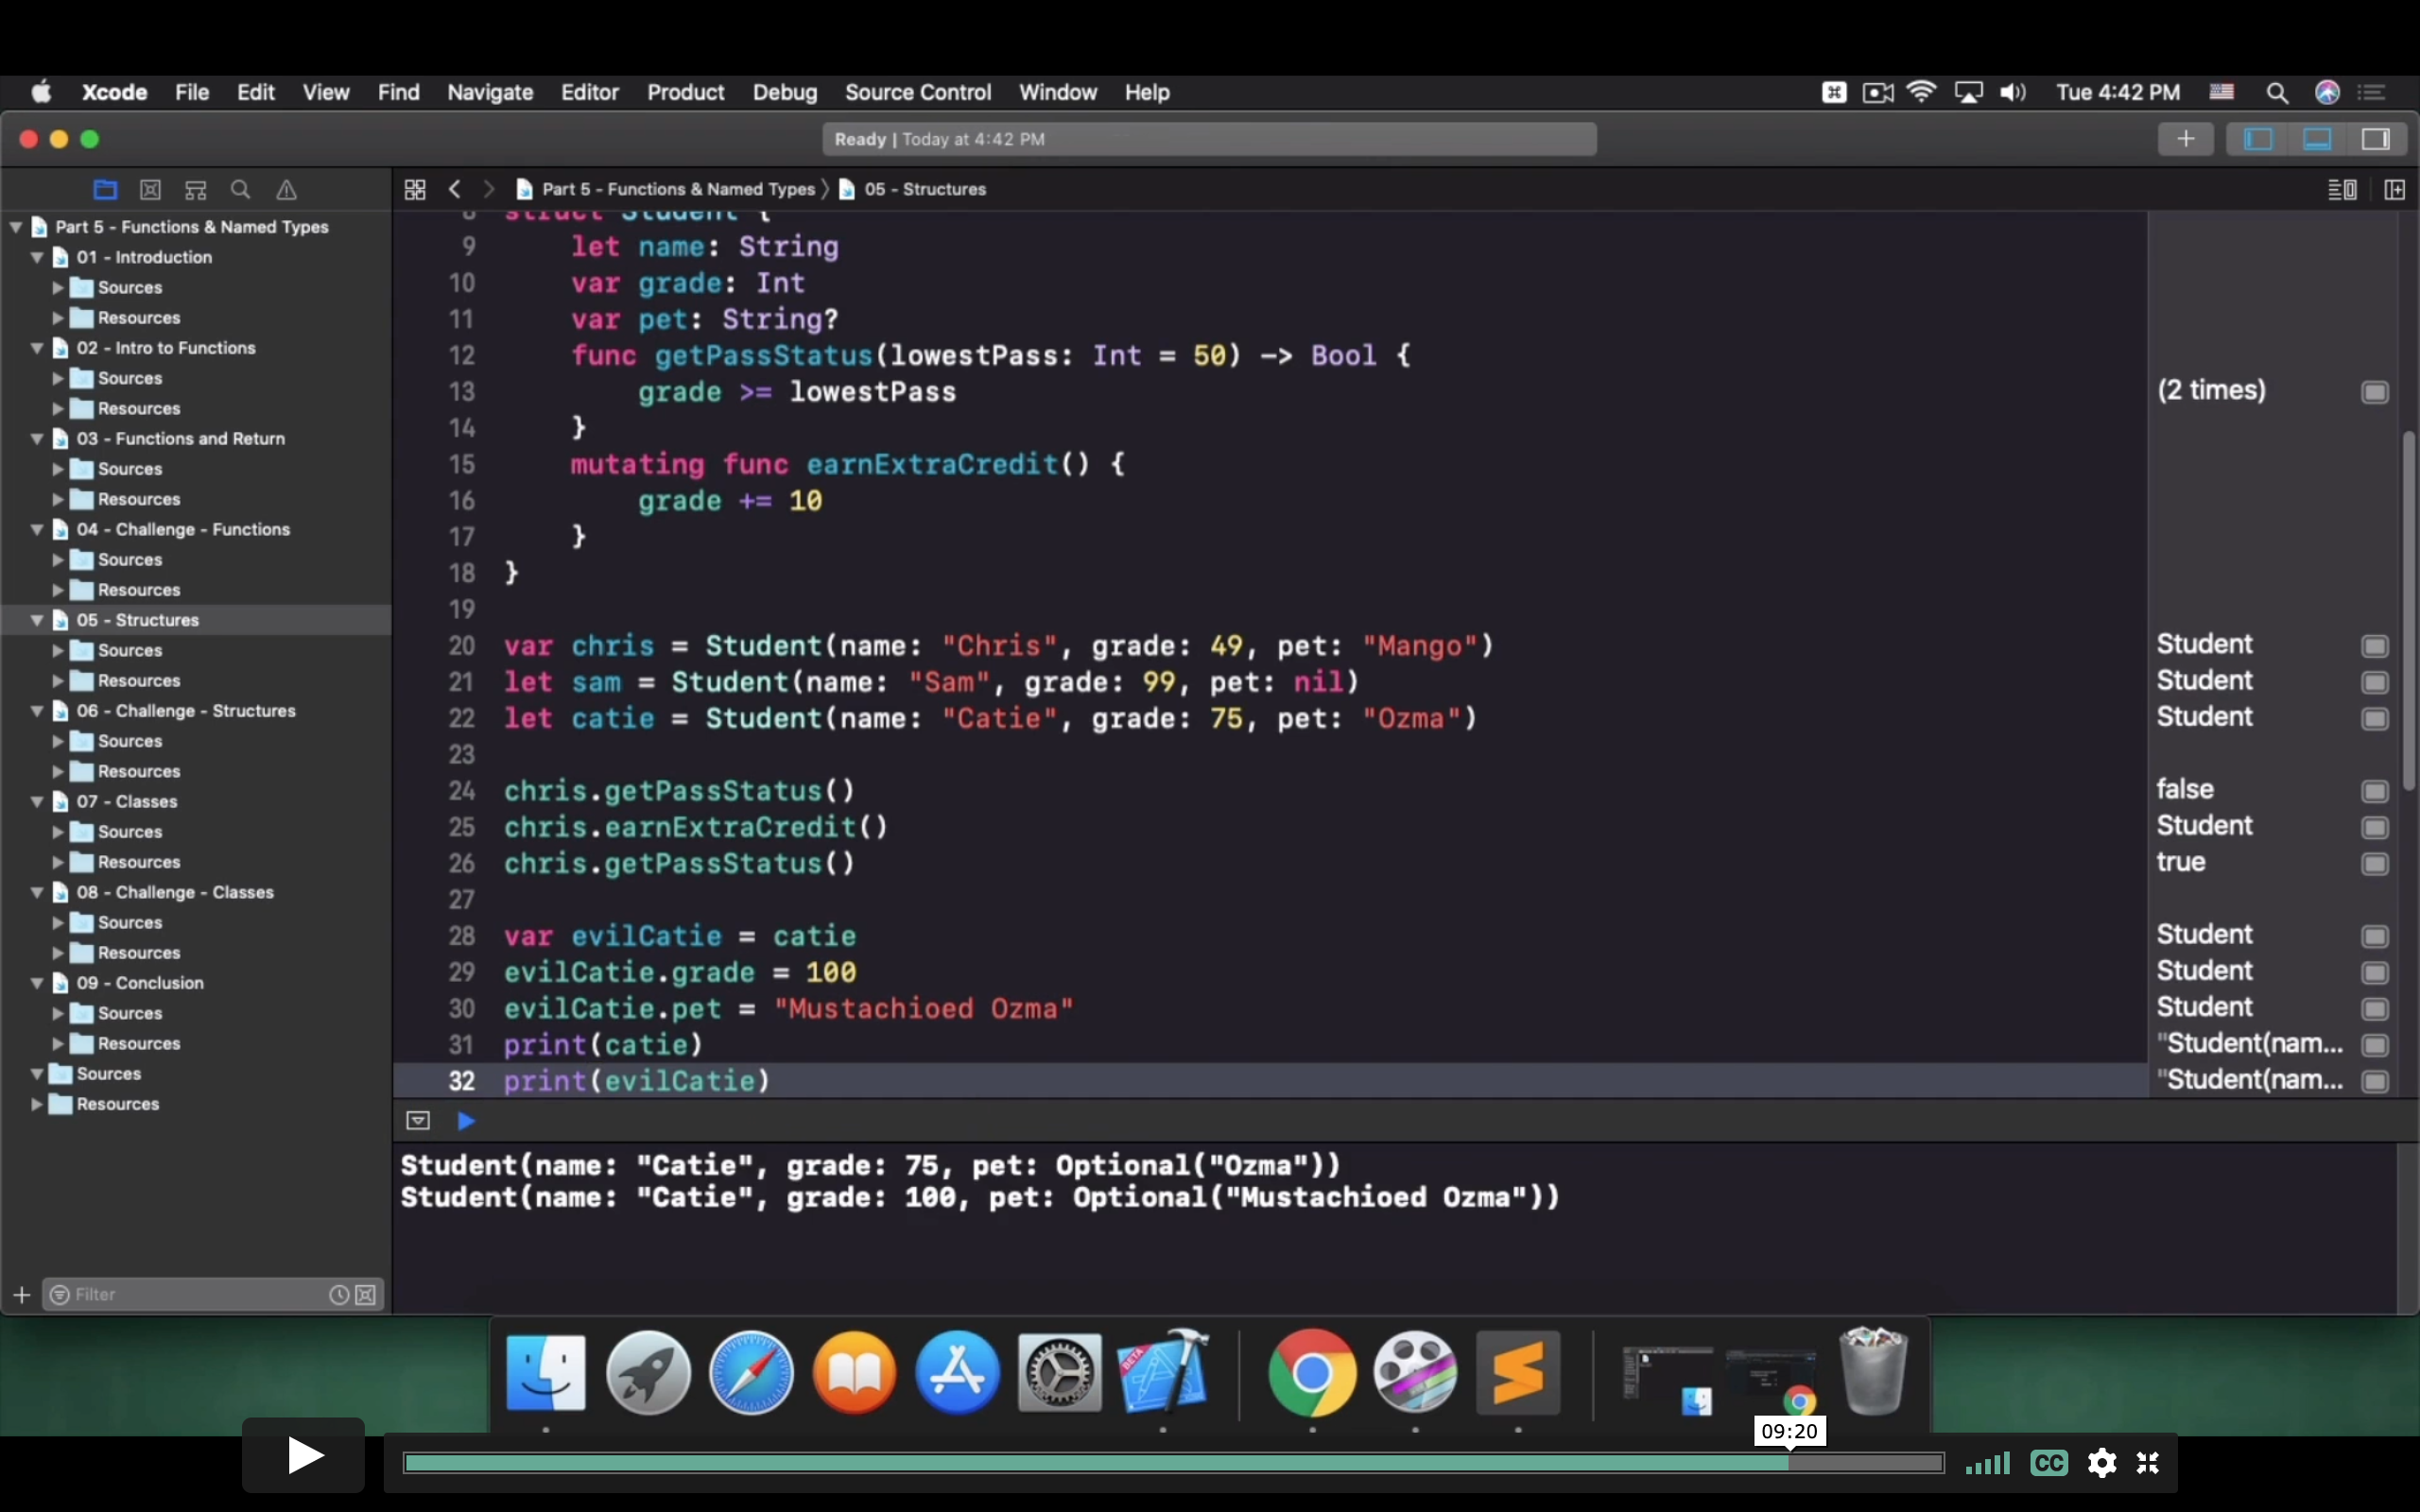 Xcode File Edit View Find Navigate Editor Product Debug Source Control Window Help Tue 4:42 PM
Ready | Today at 4:42 PM
Part 5 - Functions & Named Types 05 - Structures
Part 5 - Functions & Named Types
01 - Introduction
Sources
Resources
02 - Intro to Functions
Sources
Resources
03 - Functions and Return
Sources
Resources
04 - Challenge - Functions
Sources
Resources
05 - Structures
Sources
Resources
06 - Challenge - Structures
Sources
Resources
07 - Classes
Sources
Resources
08 - Challenge - Classes
Sources
Resources
09 - Conclusion
Sources
Resources
Sources
Resources
Filter
8 struct Student {
9 let name: String
10 var grade: Int
11 var pet: String?
12 func getPassStatus(lowestPass: Int = 50) -> Bool {
13 grade >= lowestPass (2 times)
14 }
15 mutating func earnExtraCredit() {
16 grade += 10
17 }
18 }
19
20 var chris = Student(name: "Chris", grade: 49, pet: "Mango") Student
21 let sam = Student(name: "Sam", grade: 99, pet: nil) Student
22 let catie = Student(name: "Catie", grade: 75, pet: "Ozma") Student
23
24 chris.getPassStatus() false
25 chris.earnExtraCredit() Student
26 chris.getPassStatus() true
27
28 var evilCatie = catie Student
29 evilCatie.grade = 100 Student
30 evilCatie.pet = "Mustachioed Ozma" Student
31 print(catie) "Student(nam...
32 print(evilCatie) "Student(nam...
Student(name: "Catie", grade: 75, pet: Optional("Ozma"))
Student(name: "Catie", grade: 100, pet: Optional("Mustachioed Ozma"))
BETA
09:20
CC